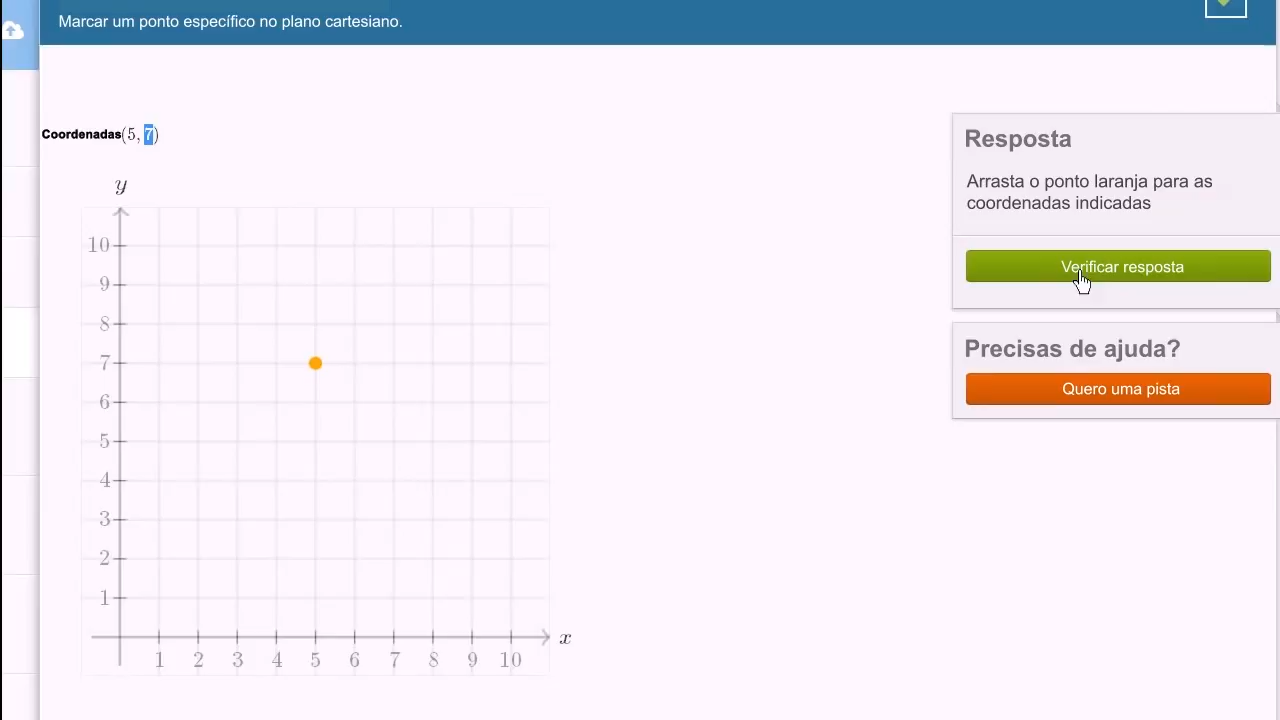 Marcar um ponto específico no plano cartesiano.
Coordenadas(5, 7)
Resposta
Arrasta o ponto laranja para as
coordenadas indicadas
Verificar resposta
Precisas de ajuda?
Quero uma pista
y
10
9
8
7
6
5
4
3
2
1
x
1 2 3 4 5 6 7 8 9 10